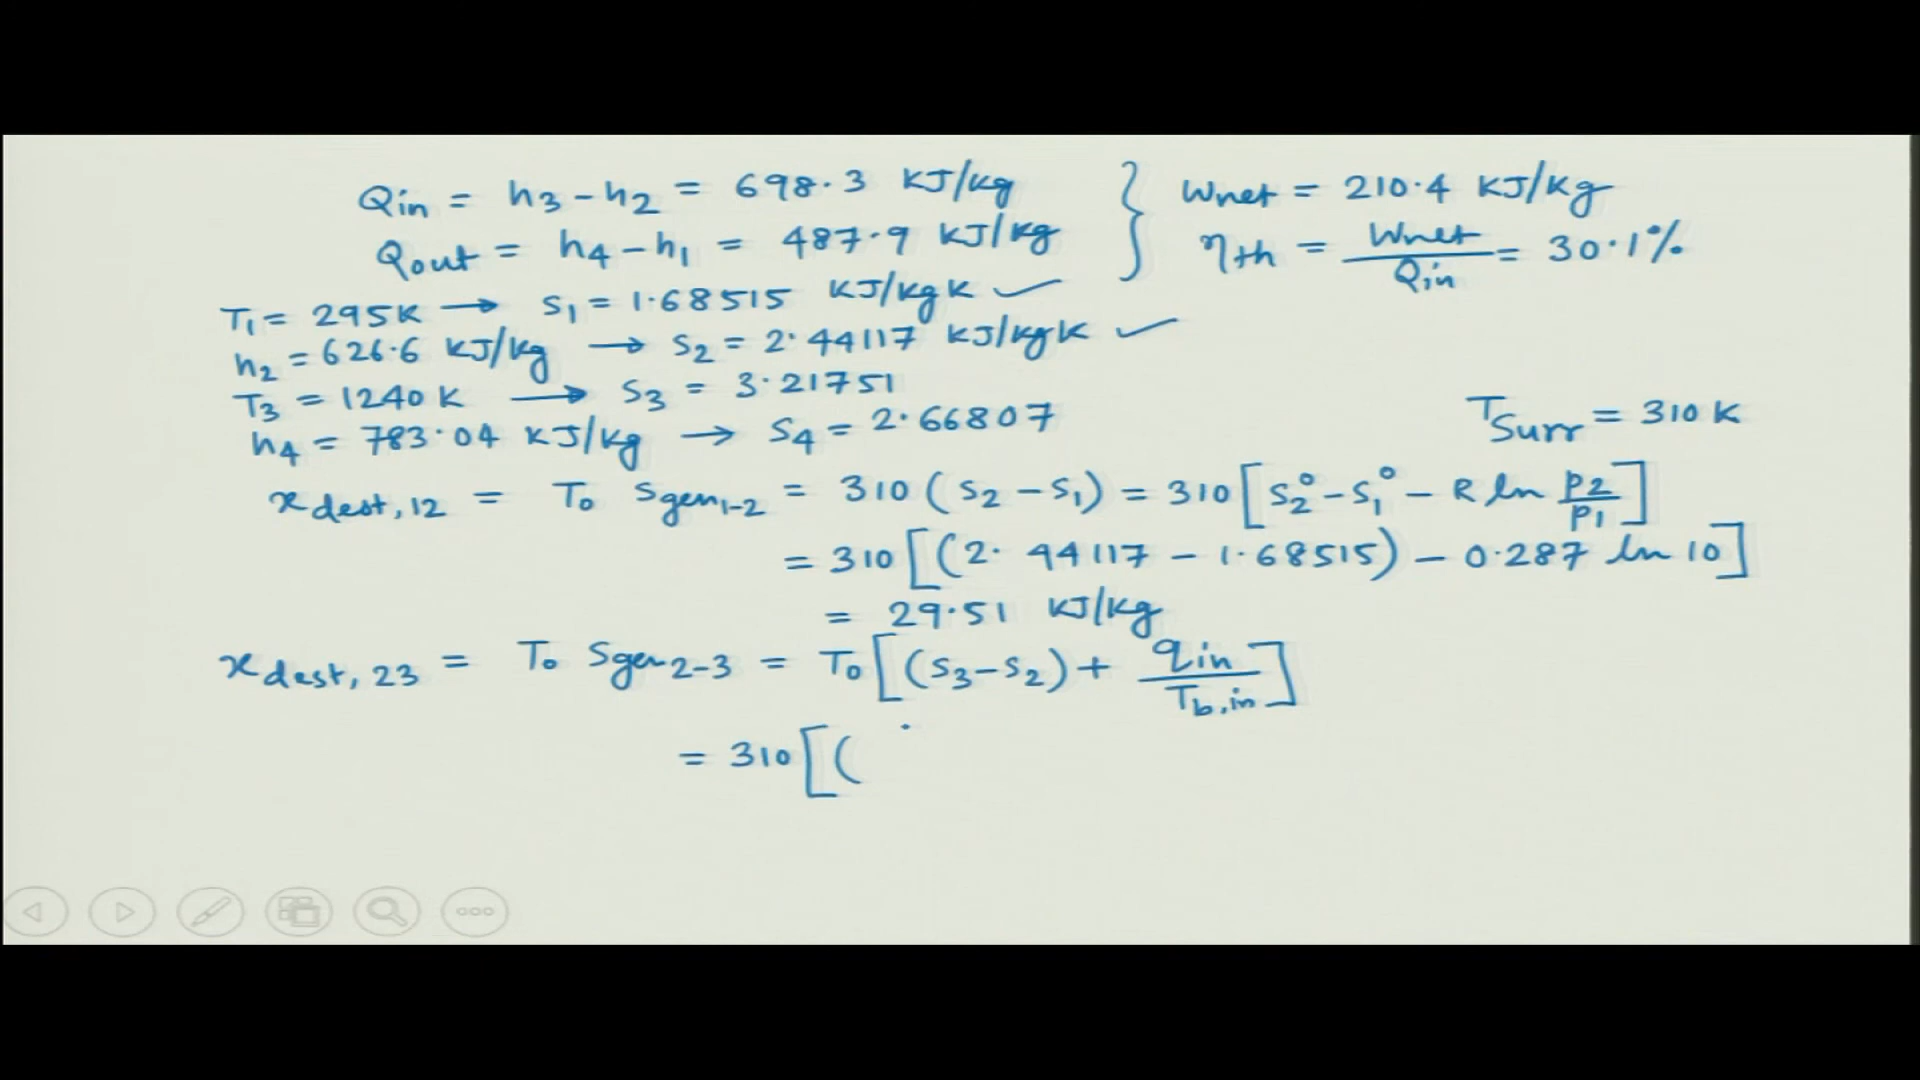 Qin = h3 - h2 = 698.3 KJ/kg } Wnet = 210.4 KJ/kg
Qout = h4 - h1 = 487.9 KJ/kg ηth = Wnet/Qin = 30.1%
T1 = 295K → s1 = 1.68515 KJ/kgK ✓
h2 = 626.6 KJ/kg → s2 = 2.44117 KJ/kgK ✓
T3 = 1240 K → s3 = 3.21751
h4 = 783.04 KJ/kg → s4 = 2.66807
Tsurr = 310 K
xdest,12 = To sgen1-2 = 310 (s2 - s1) = 310 [s2° - s1° - R ln p2/p1]
= 310 [(2.44117 - 1.68515) - 0.287 ln 10]
= 29.51 KJ/kg
xdest,23 = To sgen2-3 = To [(s3 - s2) + qin/Tb,in]
= 310 [(